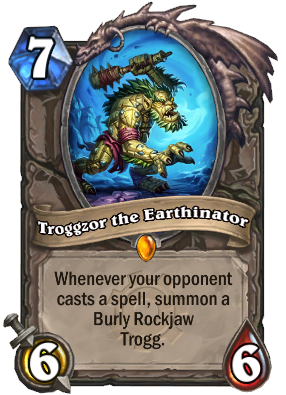 7
Troggzor the Earthinator
Whenever your opponent
casts a spell, summon a
Burly Rockjaw
Trogg.
6
6